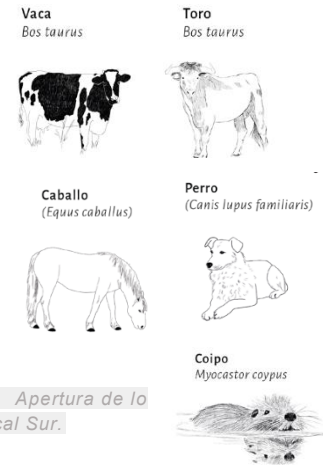 Vaca
Bos taurus
Toro
Bos taurus
Caballo
(Equus caballus)
Perro
(Canis lupus familiaris)
Coipo
Myocastor coypus
Apertura de lo
cal Sur.